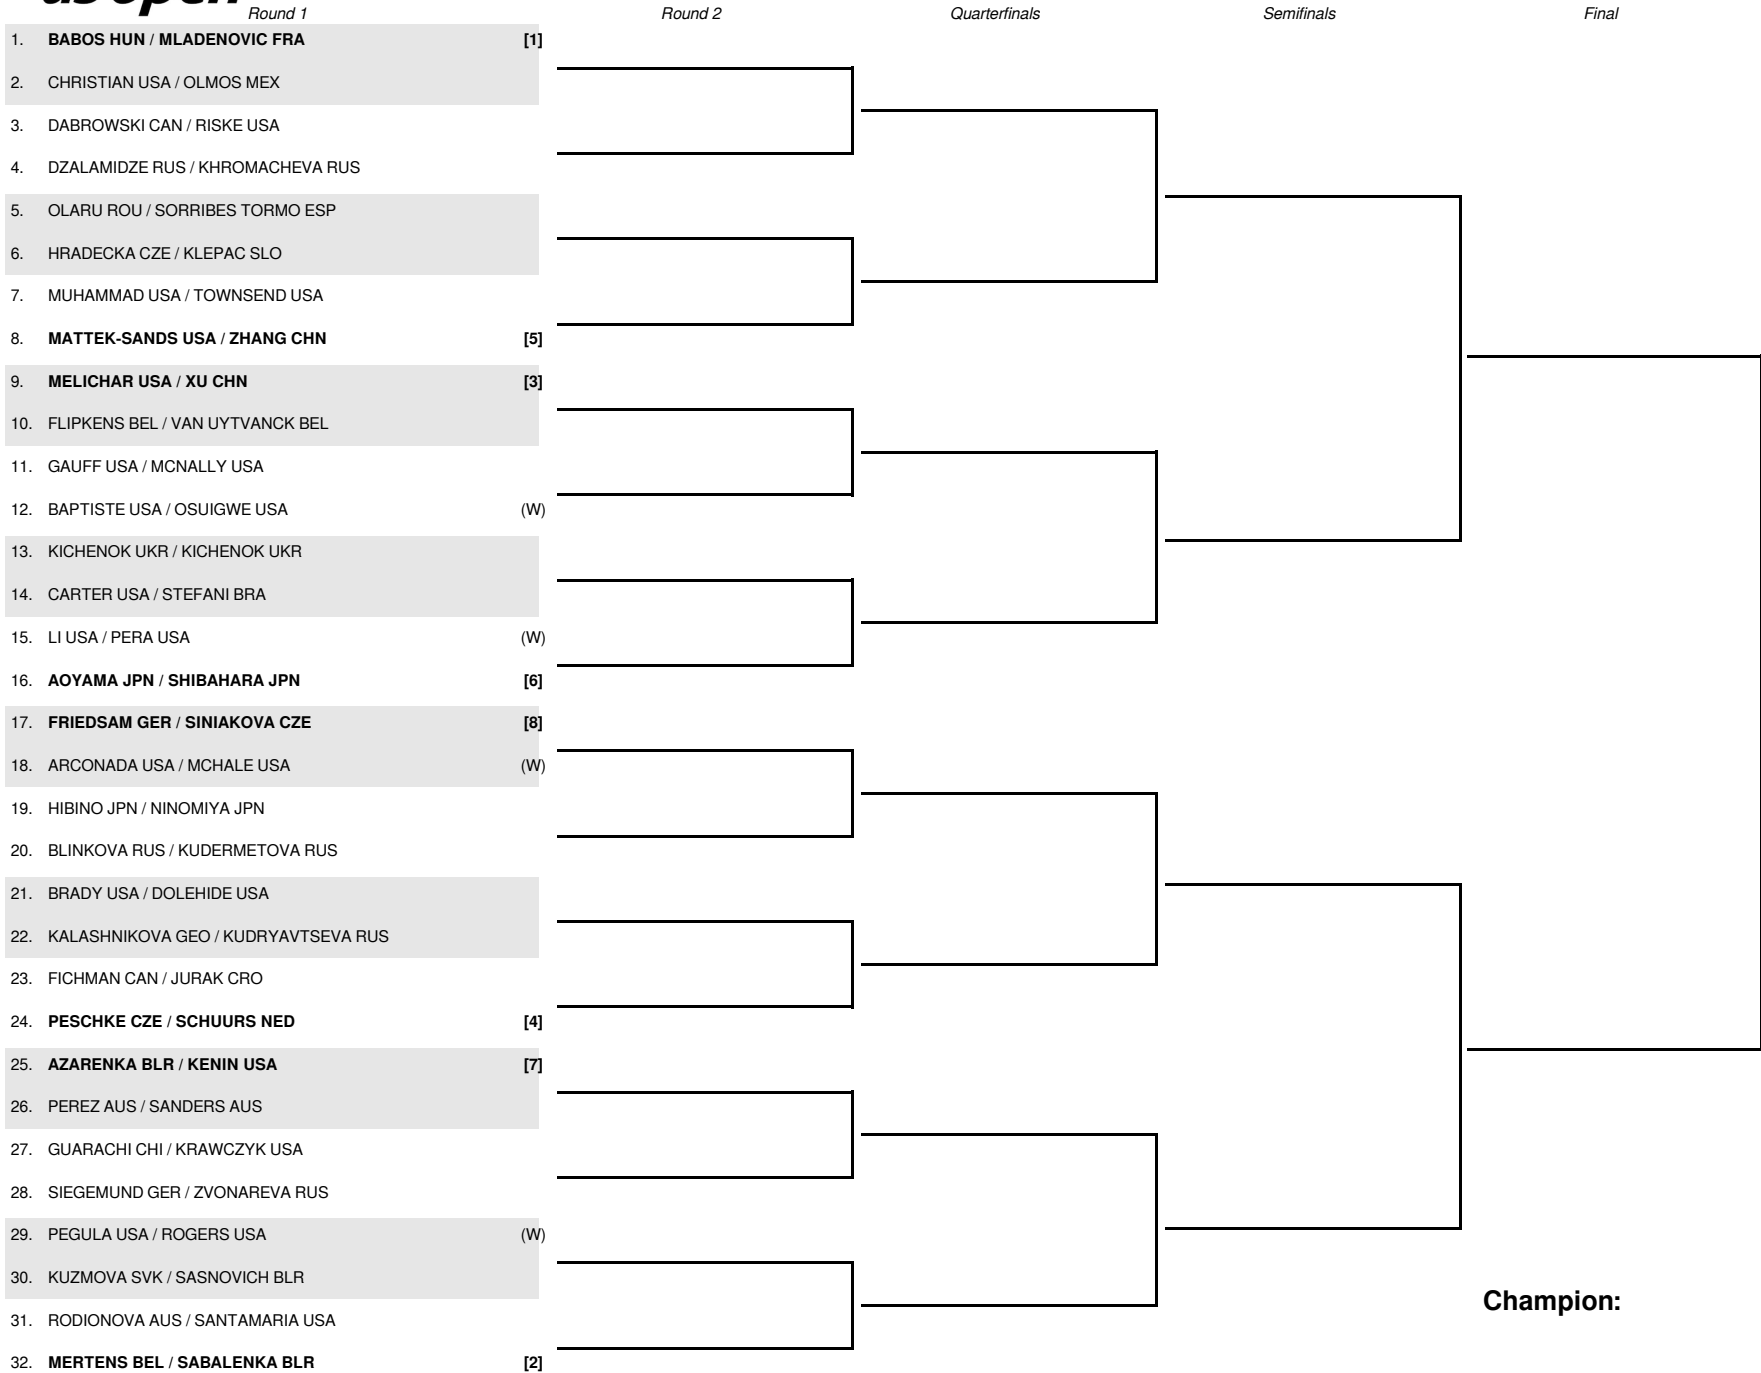 us open
Round 1 Round 2 Quarterfinals Semifinals Final
1. BABOS HUN / MLADENOVIC FRA [1]
2. CHRISTIAN USA / OLMOS MEX
3. DABROWSKI CAN / RISKE USA
4. DZALAMIDZE RUS / KHROMACHEVA RUS
5. OLARU ROU / SORRIBES TORMO ESP
6. HRADECKA CZE / KLEPAC SLO
7. MUHAMMAD USA / TOWNSEND USA
8. MATTEK-SANDS USA / ZHANG CHN [5]
9. MELICHAR USA / XU CHN [3]
10. FLIPKENS BEL / VAN UYTVANCK BEL
11. GAUFF USA / MCNALLY USA
12. BAPTISTE USA / OSUIGWE USA (W)
13. KICHENOK UKR / KICHENOK UKR
14. CARTER USA / STEFANI BRA
15. LI USA / PERA USA (W)
16. AOYAMA JPN / SHIBAHARA JPN [6]
17. FRIEDSAM GER / SINIAKOVA CZE [8]
18. ARCONADA USA / MCHALE USA (W)
19. HIBINO JPN / NINOMIYA JPN
20. BLINKOVA RUS / KUDERMETOVA RUS
21. BRADY USA / DOLEHIDE USA
22. KALASHNIKOVA GEO / KUDRYAVTSEVA RUS
23. FICHMAN CAN / JURAK CRO
24. PESCHKE CZE / SCHUURS NED [4]
25. AZARENKA BLR / KENIN USA [7]
26. PEREZ AUS / SANDERS AUS
27. GUARACHI CHI / KRAWCZYK USA
28. SIEGEMUND GER / ZVONAREVA RUS
29. PEGULA USA / ROGERS USA (W)
30. KUZMOVA SVK / SASNOVICH BLR
Champion:
31. RODIONOVA AUS / SANTAMARIA USA
32. MERTENS BEL / SABALENKA BLR [2]